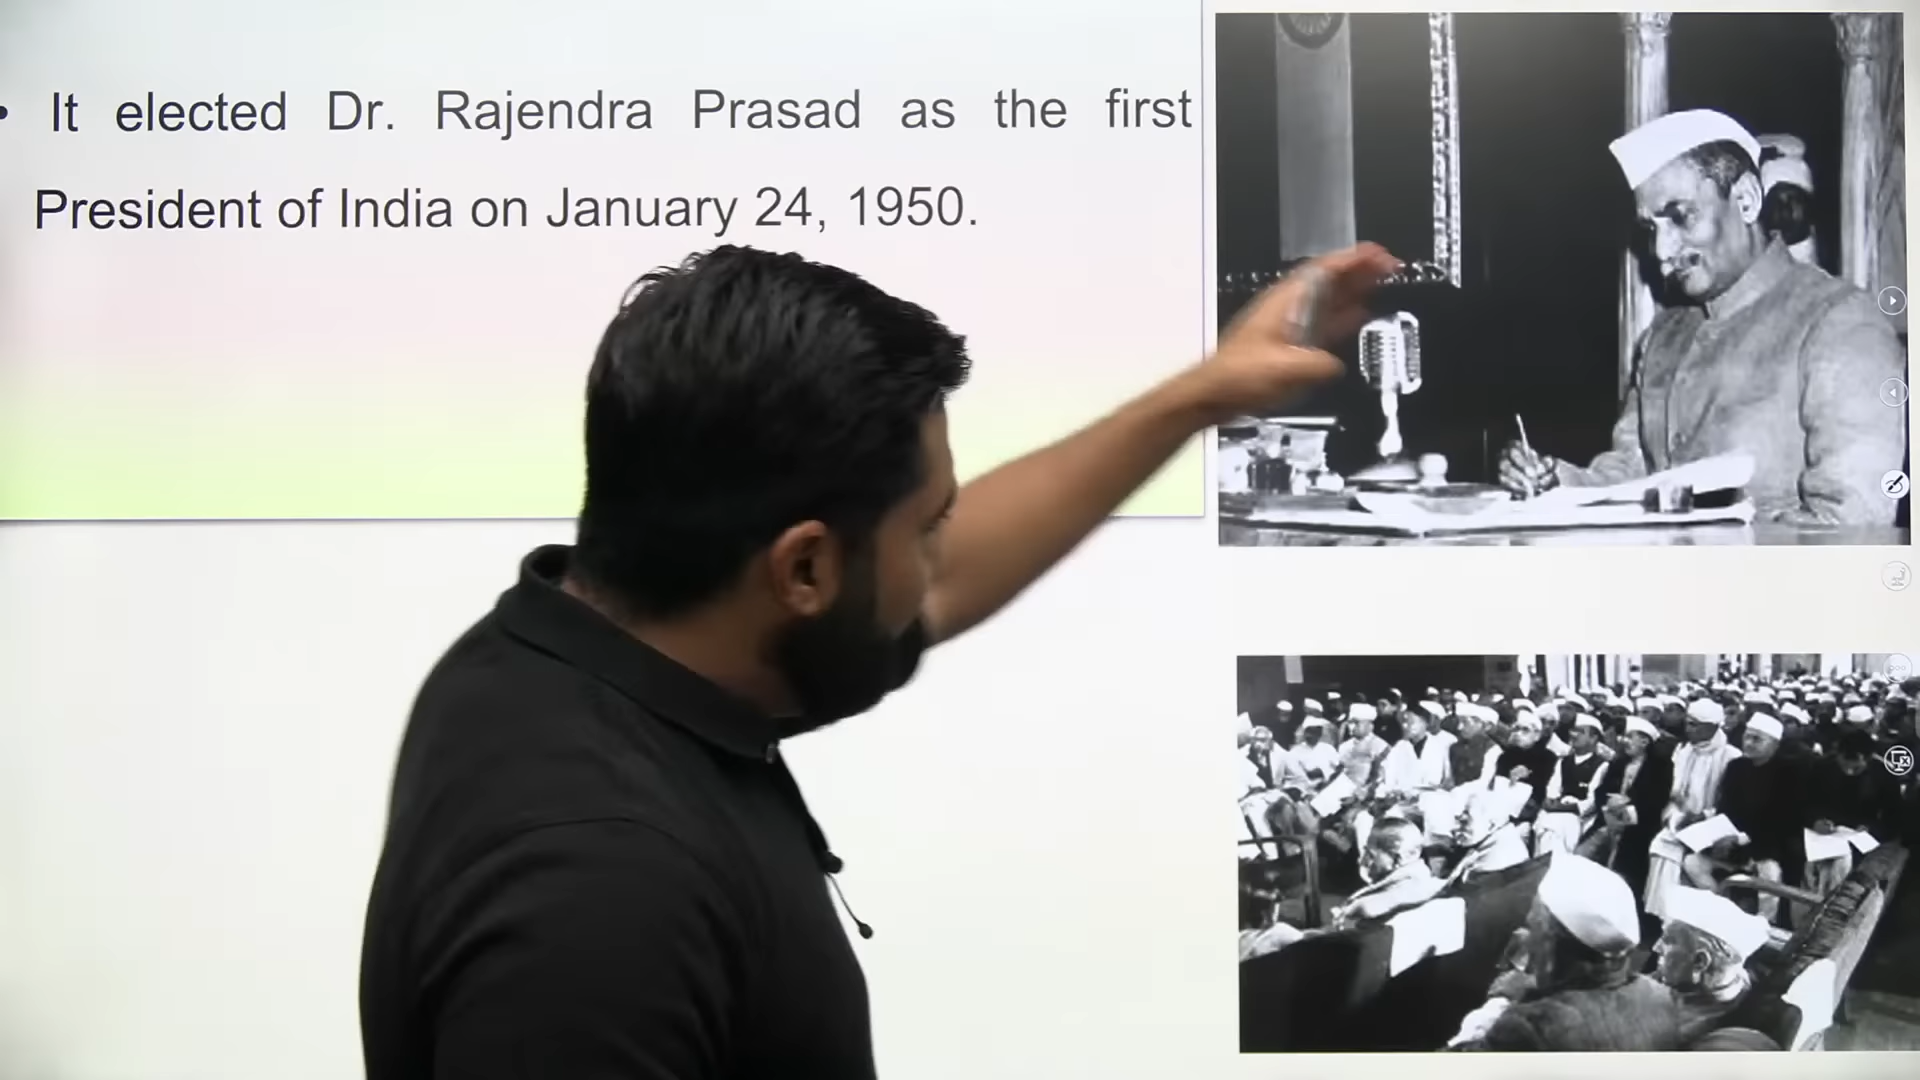 • It elected Dr. Rajendra Prasad as the first
President of India on January 24, 1950.